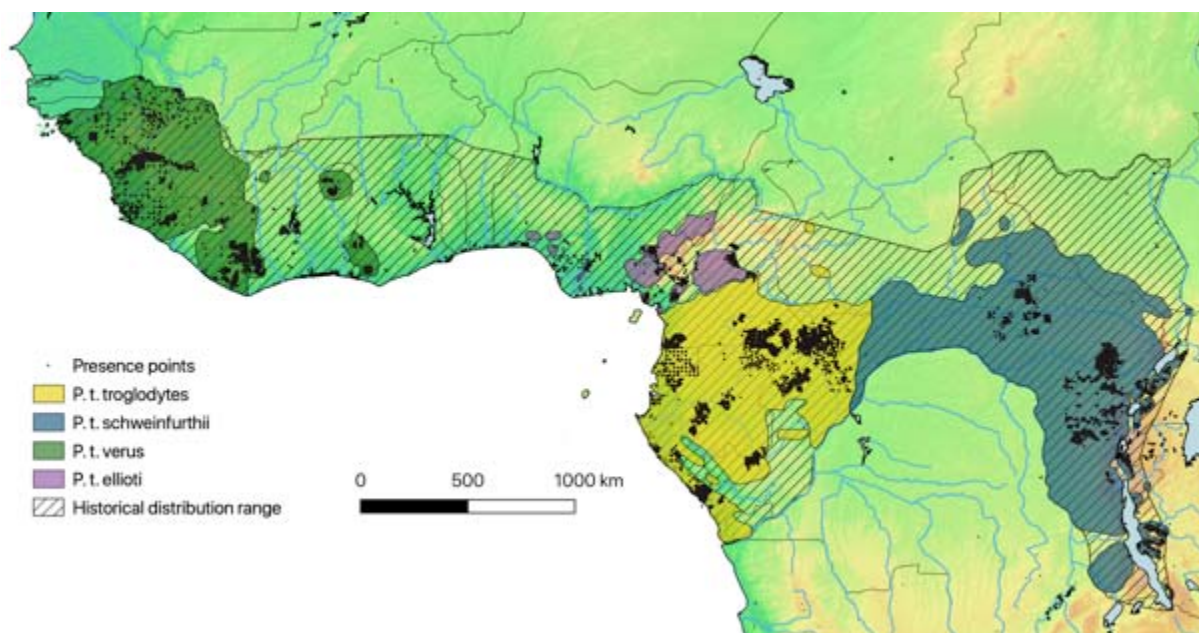 Presence points
P. t. troglodytes
P. t. schweinfurthii
P. t. verus
P. t. ellioti
Historical distribution range
0 500 1000 km